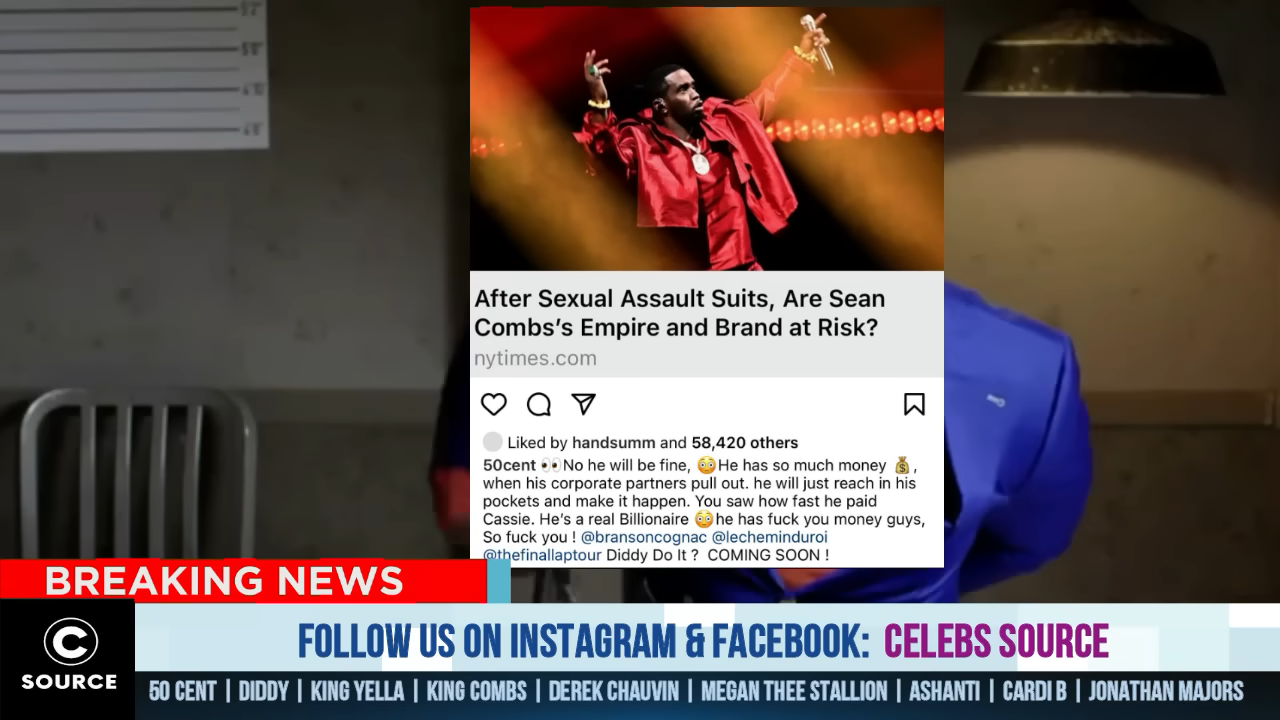 After Sexual Assault Suits, Are Sean
Combs's Empire and Brand at Risk?
nytimes.com
Liked by handsumm and 58,420 others
50cent 👀No he will be fine, 😳He has so much money 💰,
when his corporate partners pull out. he will just reach in his
pockets and make it happen. You saw how fast he paid
Cassie. He's a real Billionaire 😳he has fuck you money guys,
So fuck you ! @bransoncognac @lecheminduroi
@thefinallaptour Diddy Do It ? COMING SOON !
BREAKING NEWS
C
SOURCE
FOLLOW US ON INSTAGRAM & FACEBOOK: CELEBS SOURCE
50 CENT | DIDDY | KING YELLA | KING COMBS | DEREK CHAUVIN | MEGAN THEE STALLION | ASHANTI | CARDI B | JONATHAN MAJORS